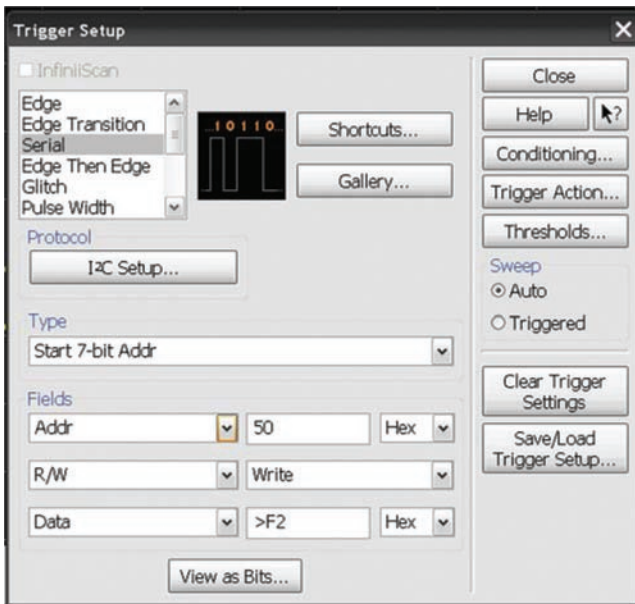 Trigger Setup
InfiniiScan
Edge
Edge Transition
Serial
Edge Then Edge
Glitch
Pulse Width
...10110...
Shortcuts...
Gallery...
Protocol
I²C Setup...
Type
Start 7-bit Addr
Fields
Addr
50
Hex
R/W
Write
Data
>F2
Hex
View as Bits...
Close
Help
?
Conditioning...
Trigger Action...
Thresholds...
Sweep
Auto
Triggered
Clear Trigger
Settings
Save/Load
Trigger Setup...